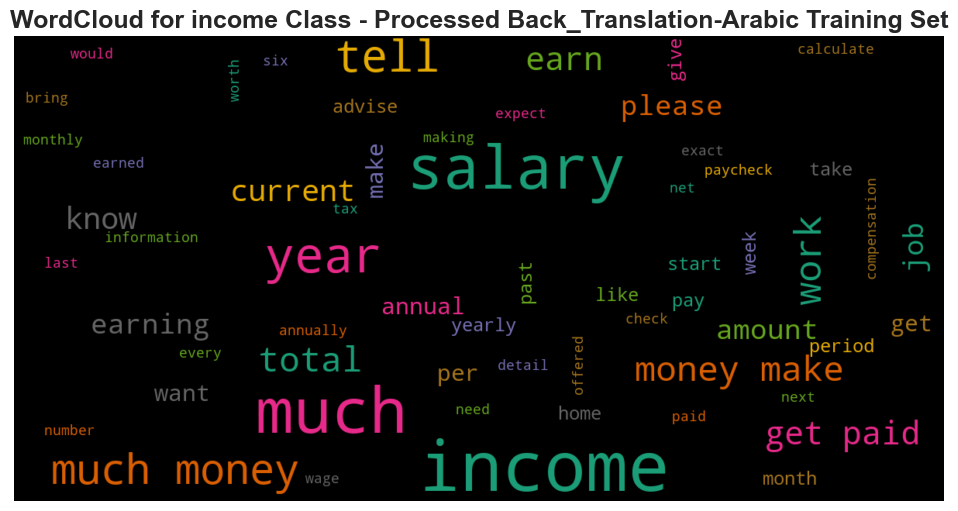 WordCloud for income Class - Processed Back_Translation-Arabic Training Set
would
six
worth
tell
earn
give
calculate
bring
advise
expect
please
monthly
making
earned
make
salary
exact
paycheck
take
net
current
tax
know
information
compensation
work
job
week
last
year
past
start
like
pay
annual
check
earning
annually
yearly
amount
get
period
every
total
per
detail
offered
money make
want
need
home
paid
next
much
number
get paid
much money
wage
income
month